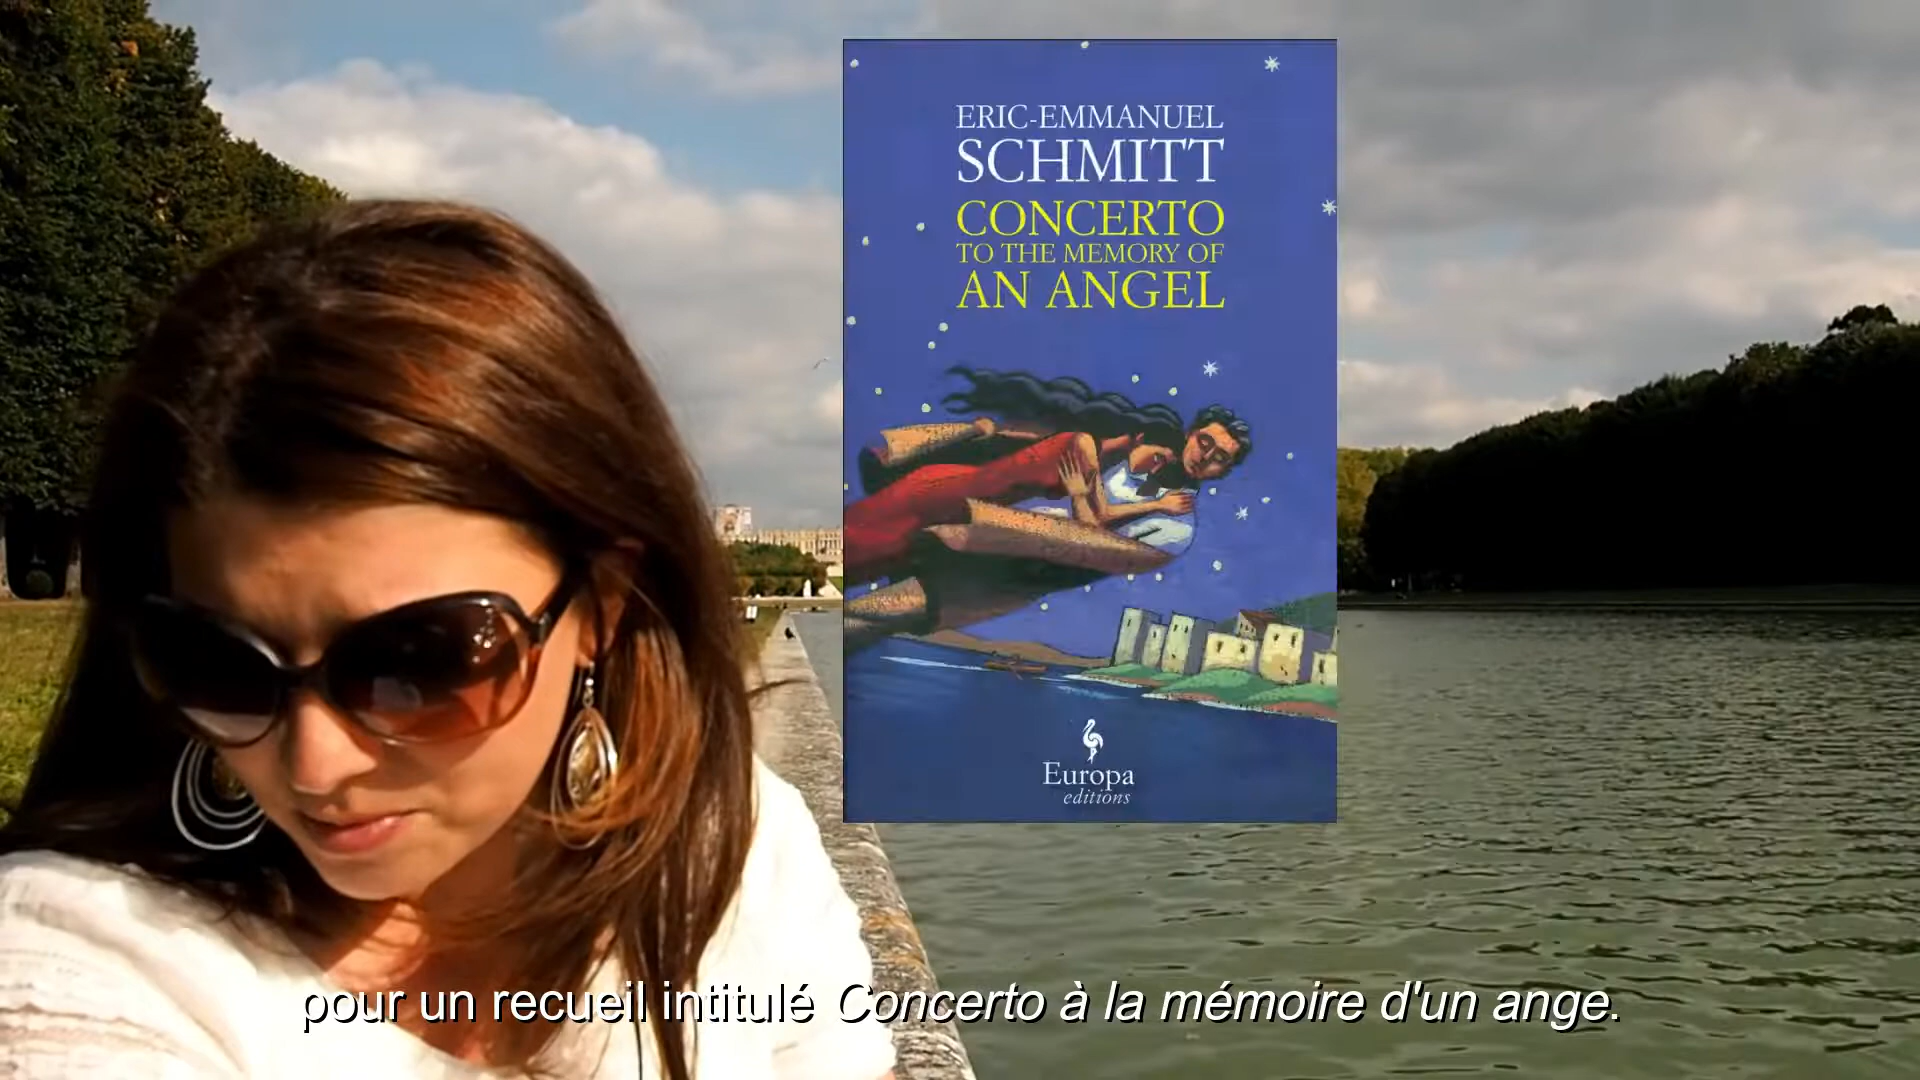 ERIC-EMMANUEL
SCHMITT
CONCERTO
TO THE MEMORY OF
AN ANGEL
Europa
editions
pour un recueil intitulé Concerto à la mémoire d'un ange.